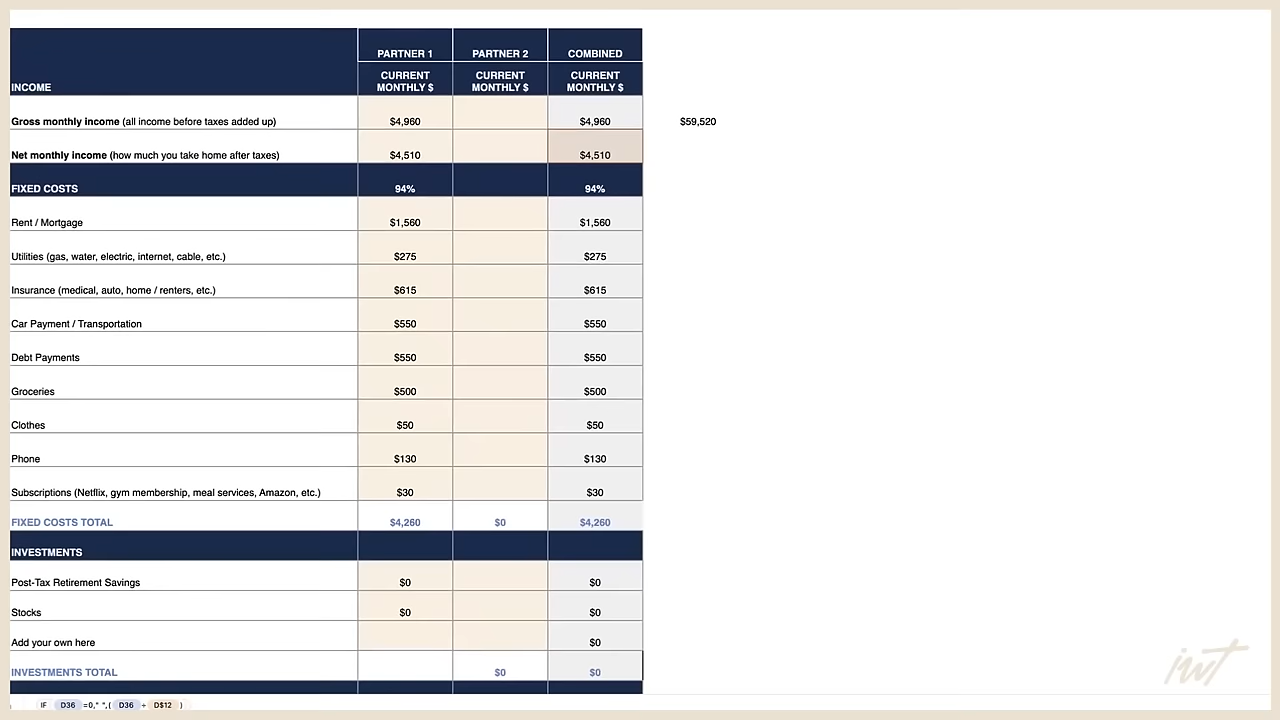 PARTNER 1 PARTNER 2 COMBINED
INCOME CURRENT MONTHLY $ CURRENT MONTHLY $ CURRENT MONTHLY $
Gross monthly income (all income before taxes added up) $4,960 $4,960 $59,520
Net monthly income (how much you take home after taxes) $4,510 $4,510
FIXED COSTS 94% 94%
Rent / Mortgage $1,560 $1,560
Utilities (gas, water, electric, internet, cable, etc.) $275 $275
Insurance (medical, auto, home / renters, etc.) $615 $615
Car Payment / Transportation $550 $550
Debt Payments $550 $550
Groceries $500 $500
Clothes $50 $50
Phone $130 $130
Subscriptions (Netflix, gym membership, meal services, Amazon, etc.) $30 $30
FIXED COSTS TOTAL $4,260 $0 $4,260
INVESTMENTS
Post-Tax Retirement Savings $0 $0
Stocks $0 $0
Add your own here $0
INVESTMENTS TOTAL $0 $0
iwt
IF D36 =0," ",( D36 ÷ D$12 )